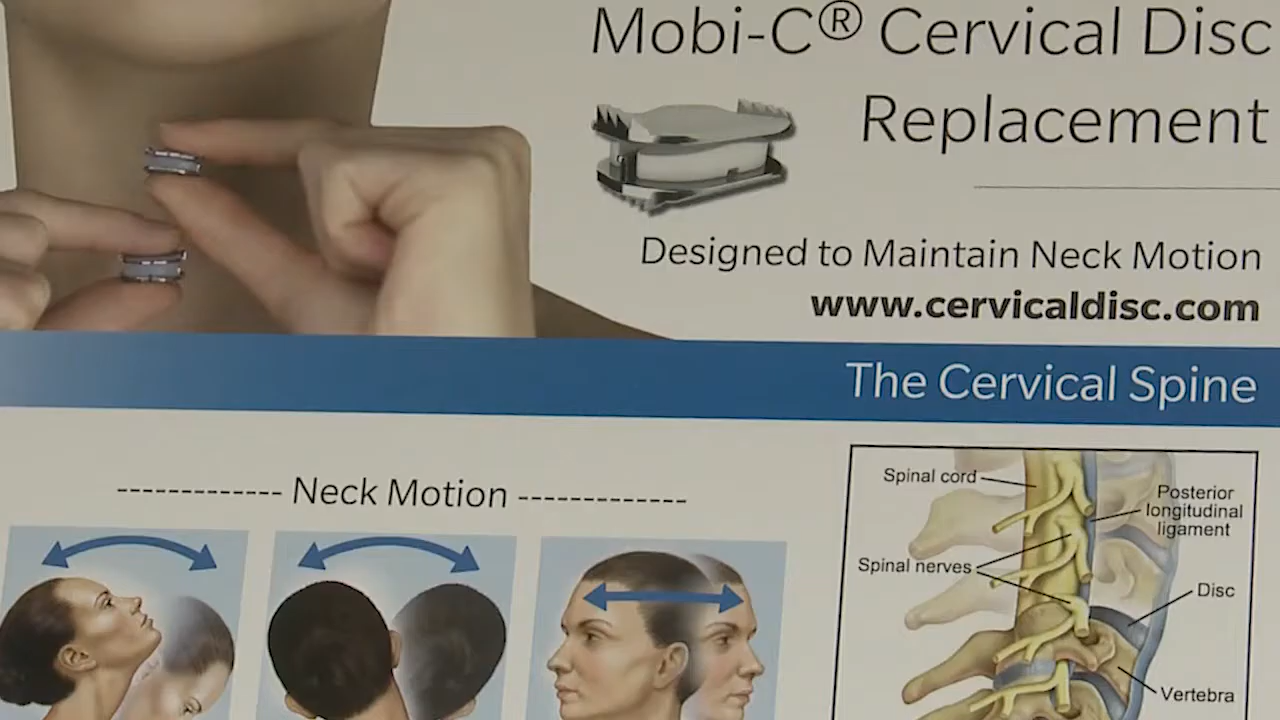 Mobi-C® Cervical Disc
Replacement
Designed to Maintain Neck Motion
www.cervicaldisc.com
The Cervical Spine
Neck Motion
Spinal cord
Posterior
longitudinal
ligament
Spinal nerves
Disc
Vertebra